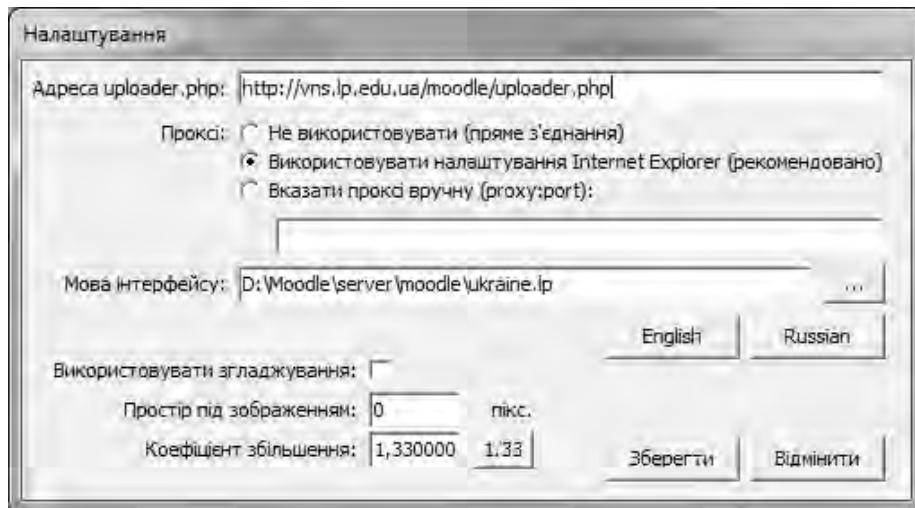 Налаштування
Адреса uploader.php: http://vns.lp.edu.ua/moodle/uploader.php
Проксі: Не використовувати (пряме з'єднання)
Використовувати налаштування Internet Explorer (рекомендовано)
Вказати проксі вручну (proxy:port):
Мова інтерфейсу: D:\Moodle\server\moodle\ukraine.lp ...
English Russian
Використовувати згладжування:
Простір під зображенням: 0 пікс.
Коефіцієнт збільшення: 1,330000 1.33 Зберегти Відмінити